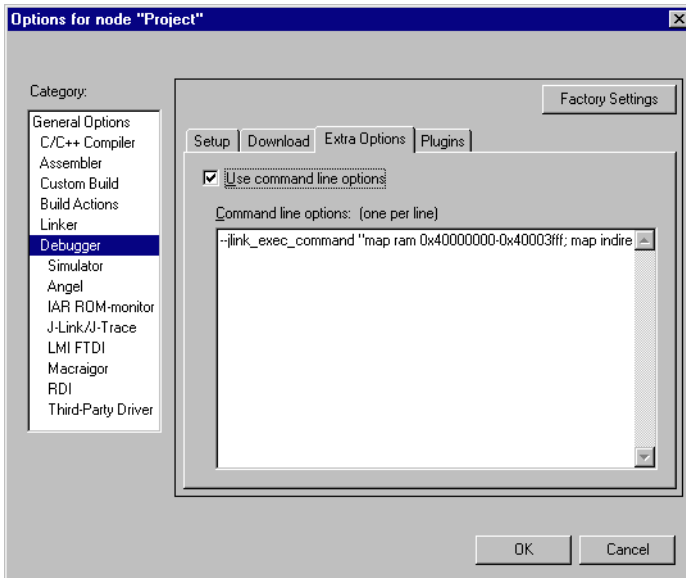 Options for node "Project"
Category:
General Options
C/C++ Compiler
Assembler
Custom Build
Build Actions
Linker
Debugger
Simulator
Angel
IAR ROM-monitor
J-Link/J-Trace
LMI FTDI
Macraigor
RDI
Third-Party Driver
Factory Settings
Setup Download Extra Options Plugins
Use command line options
Command line options: (one per line)
--jlink_exec_command "map ram 0x40000000-0x40003fff; map indire
OK Cancel